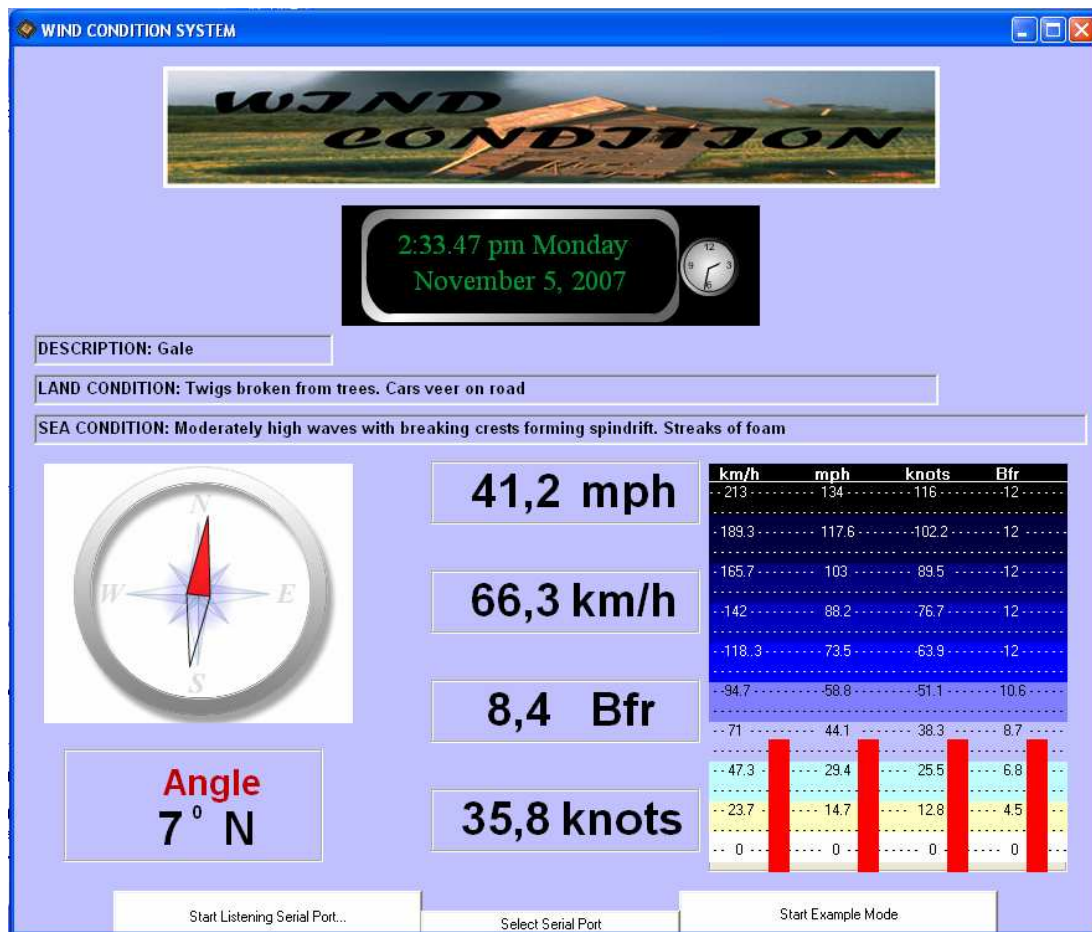 WIND CONDITION SYSTEM
WIND
CONDITION
2:33.47 pm Monday
November 5, 2007
12
9 3
6
DESCRIPTION: Gale
LAND CONDITION: Twigs broken from trees. Cars veer on road
SEA CONDITION: Moderately high waves with breaking crests forming spindrift. Streaks of foam
N
W E
S
Angle
7º N
41,2 mph
66,3 km/h
8,4 Bfr
35,8 knots
km/h mph knots Bfr
213 134 116 12
189.3 117.6 102.2 12
165.7 103 89.5 12
142 88.2 76.7 12
118..3 73.5 63.9 12
94.7 58.8 51.1 10.6
71 44.1 38.3 8.7
47.3 29.4 25.5 6.8
23.7 14.7 12.8 4.5
0 0 0 0
Start Listening Serial Port...
Select Serial Port
Start Example Mode